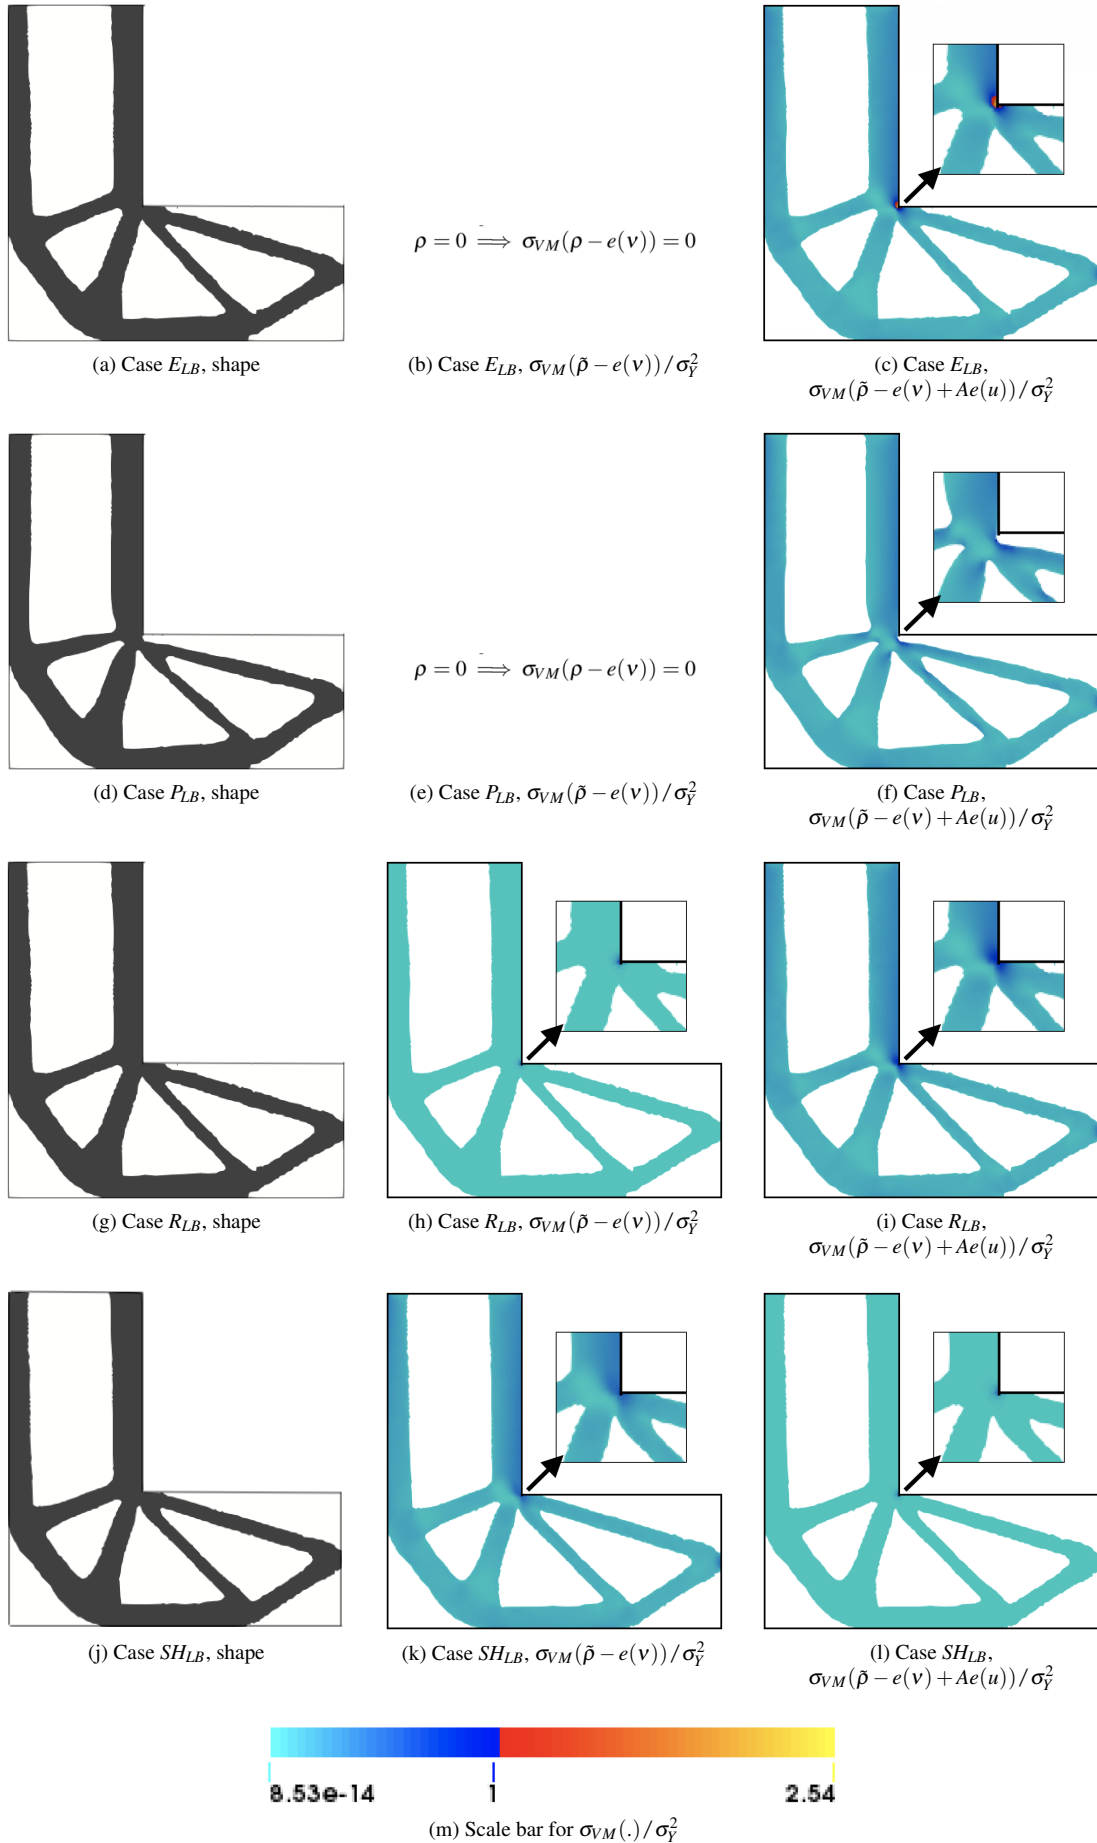 ρ = 0 ⟹ σ_VM(ρ − e(ν)) = 0
(a) Case E_LB, shape
(b) Case E_LB, σ_VM(ρ̃ − e(ν))/σ_Y^2
(c) Case E_LB,
σ_VM(ρ̃ − e(ν) + Ae(u))/σ_Y^2
ρ = 0 ⟹ σ_VM(ρ − e(ν)) = 0
(d) Case P_LB, shape
(e) Case P_LB, σ_VM(ρ̃ − e(ν))/σ_Y^2
(f) Case P_LB,
σ_VM(ρ̃ − e(ν) + Ae(u))/σ_Y^2
(g) Case R_LB, shape
(h) Case R_LB, σ_VM(ρ̃ − e(ν))/σ_Y^2
(i) Case R_LB,
σ_VM(ρ̃ − e(ν) + Ae(u))/σ_Y^2
(j) Case SH_LB, shape
(k) Case SH_LB, σ_VM(ρ̃ − e(ν))/σ_Y^2
(l) Case SH_LB,
σ_VM(ρ̃ − e(ν) + Ae(u))/σ_Y^2
8.53e-14 1 2.54
(m) Scale bar for σ_VM(.)/σ_Y^2